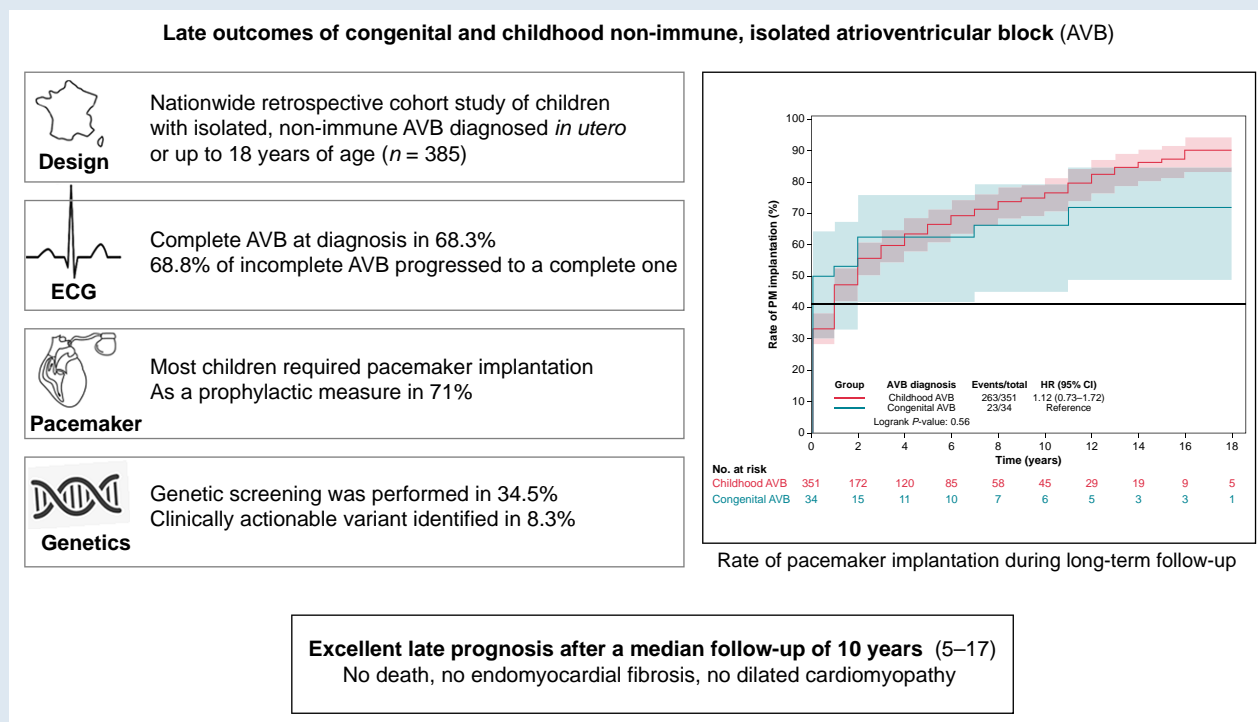 Late outcomes of congenital and childhood non-immune, isolated atrioventricular block (AVB)
Design
Nationwide retrospective cohort study of children
with isolated, non-immune AVB diagnosed in utero
or up to 18 years of age (n = 385)
ECG
Complete AVB at diagnosis in 68.3%
68.8% of incomplete AVB progressed to a complete one
Pacemaker
Most children required pacemaker implantation
As a prophylactic measure in 71%
Genetics
Genetic screening was performed in 34.5%
Clinically actionable variant identified in 8.3%
Rate of PM implantation (%)
100
90
80
70
60
50
40
30
20
10
0
Group AVB diagnosis Events/total HR (95% CI)
Childhood AVB 263/351 1.12 (0.73–1.72)
Congenital AVB 23/34 Reference
Logrank P-value: 0.56
0 2 4 6 8 10 12 14 16 18
Time (years)
No. at risk
Childhood AVB 351 172 120 85 58 45 29 19 9 5
Congenital AVB 34 15 11 10 7 6 5 3 3 1
Rate of pacemaker implantation during long-term follow-up
Excellent late prognosis after a median follow-up of 10 years (5–17)
No death, no endomyocardial fibrosis, no dilated cardiomyopathy